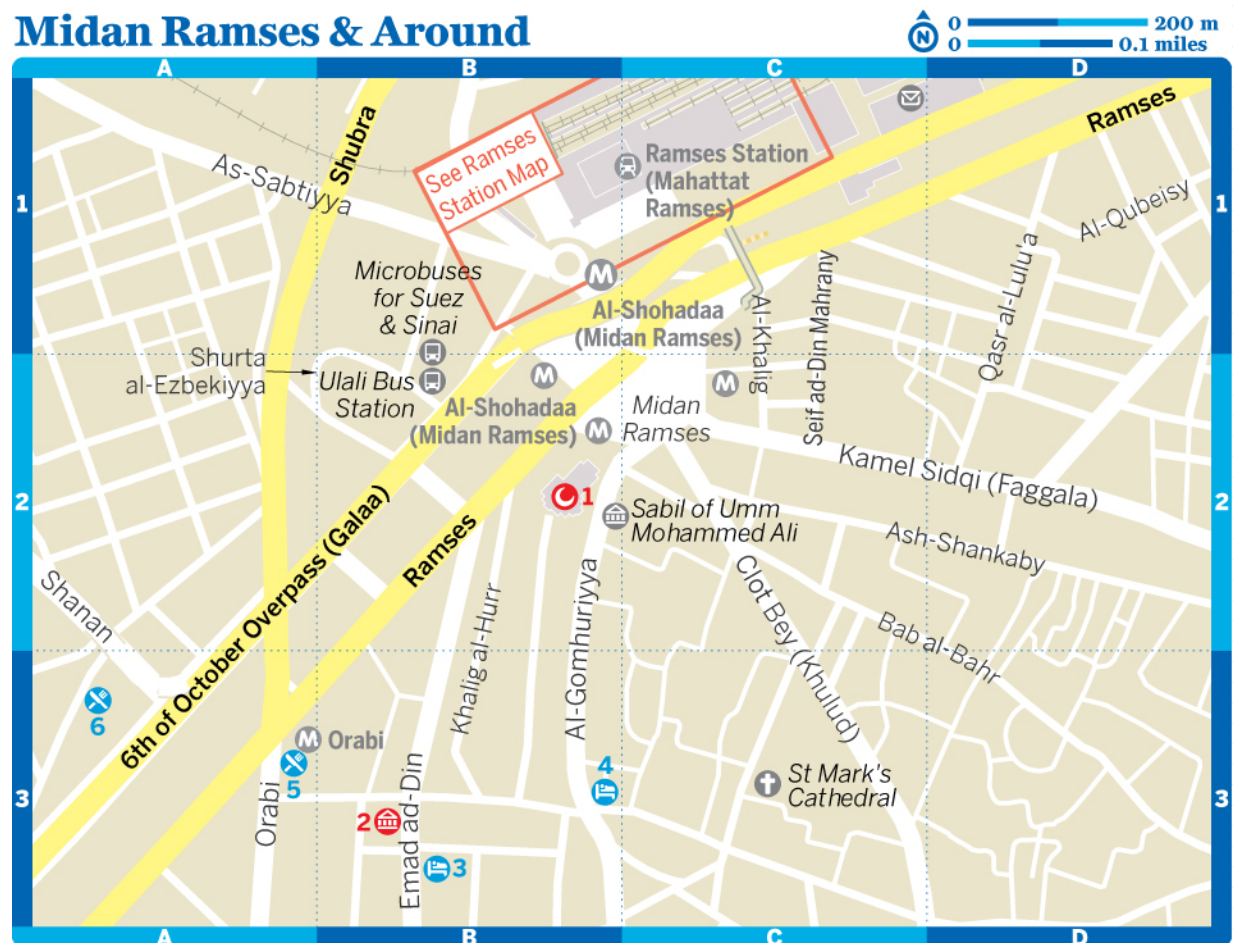 Midan Ramses & Around
N
0 200 m
0 0.1 miles
A B C D
Shubra
Ramses
As-Sabtiyya
See Ramses
Station Map
Ramses Station
(Mahattat
Ramses)
1
1
Al-Qubeisy
Qasr al-Lulu'a
Microbuses
for Suez
& Sinai
M
Al-Shohadaa
(Midan Ramses)
Al-Khalig
Seif ad-Din Mahrany
Shurta
al-Ezbekiyya
Ulali Bus
Station
M
Al-Shohadaa
(Midan Ramses)
M
M
Midan
Ramses
Kamel Sidqi (Faggala)
2
2
1
Sabil of Umm
Mohammed Ali
Ash-Shankaby
6th of October Overpass (Galaa)
Ramses
Shanan
Khalig al-Hurr
Al-Gomhuriyya
Clot Bey (Khulud)
Bab al-Bahr
6
M Orabi
5
4
St Mark's
Cathedral
3
3
Orabi
2
Emad ad-Din
3
A B C D